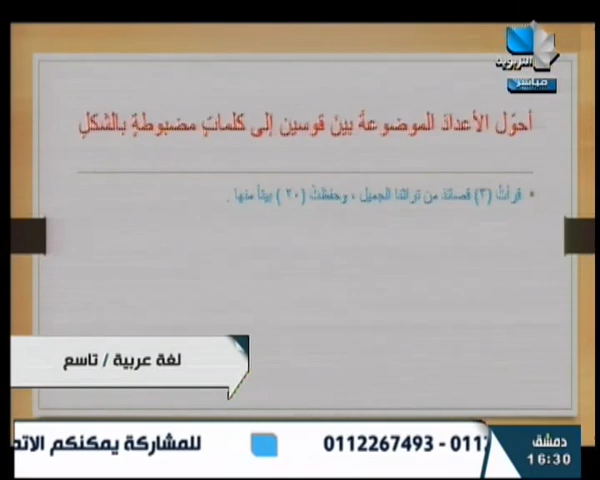 التربوية
مباشر
أحوّل الأعدادَ الموضوعةَ بينَ قوسين إلى كلماتٍ مضبوطةٍ بالشكلِ
• قرأتُ (٣) قصائدَ من تراثنا الجميل ، وحفظتُ (٢٠) بيتاً منها .
لغة عربية / تاسع
دمشق
16:30
0112267493 - 011
للمشاركة يمكنكم